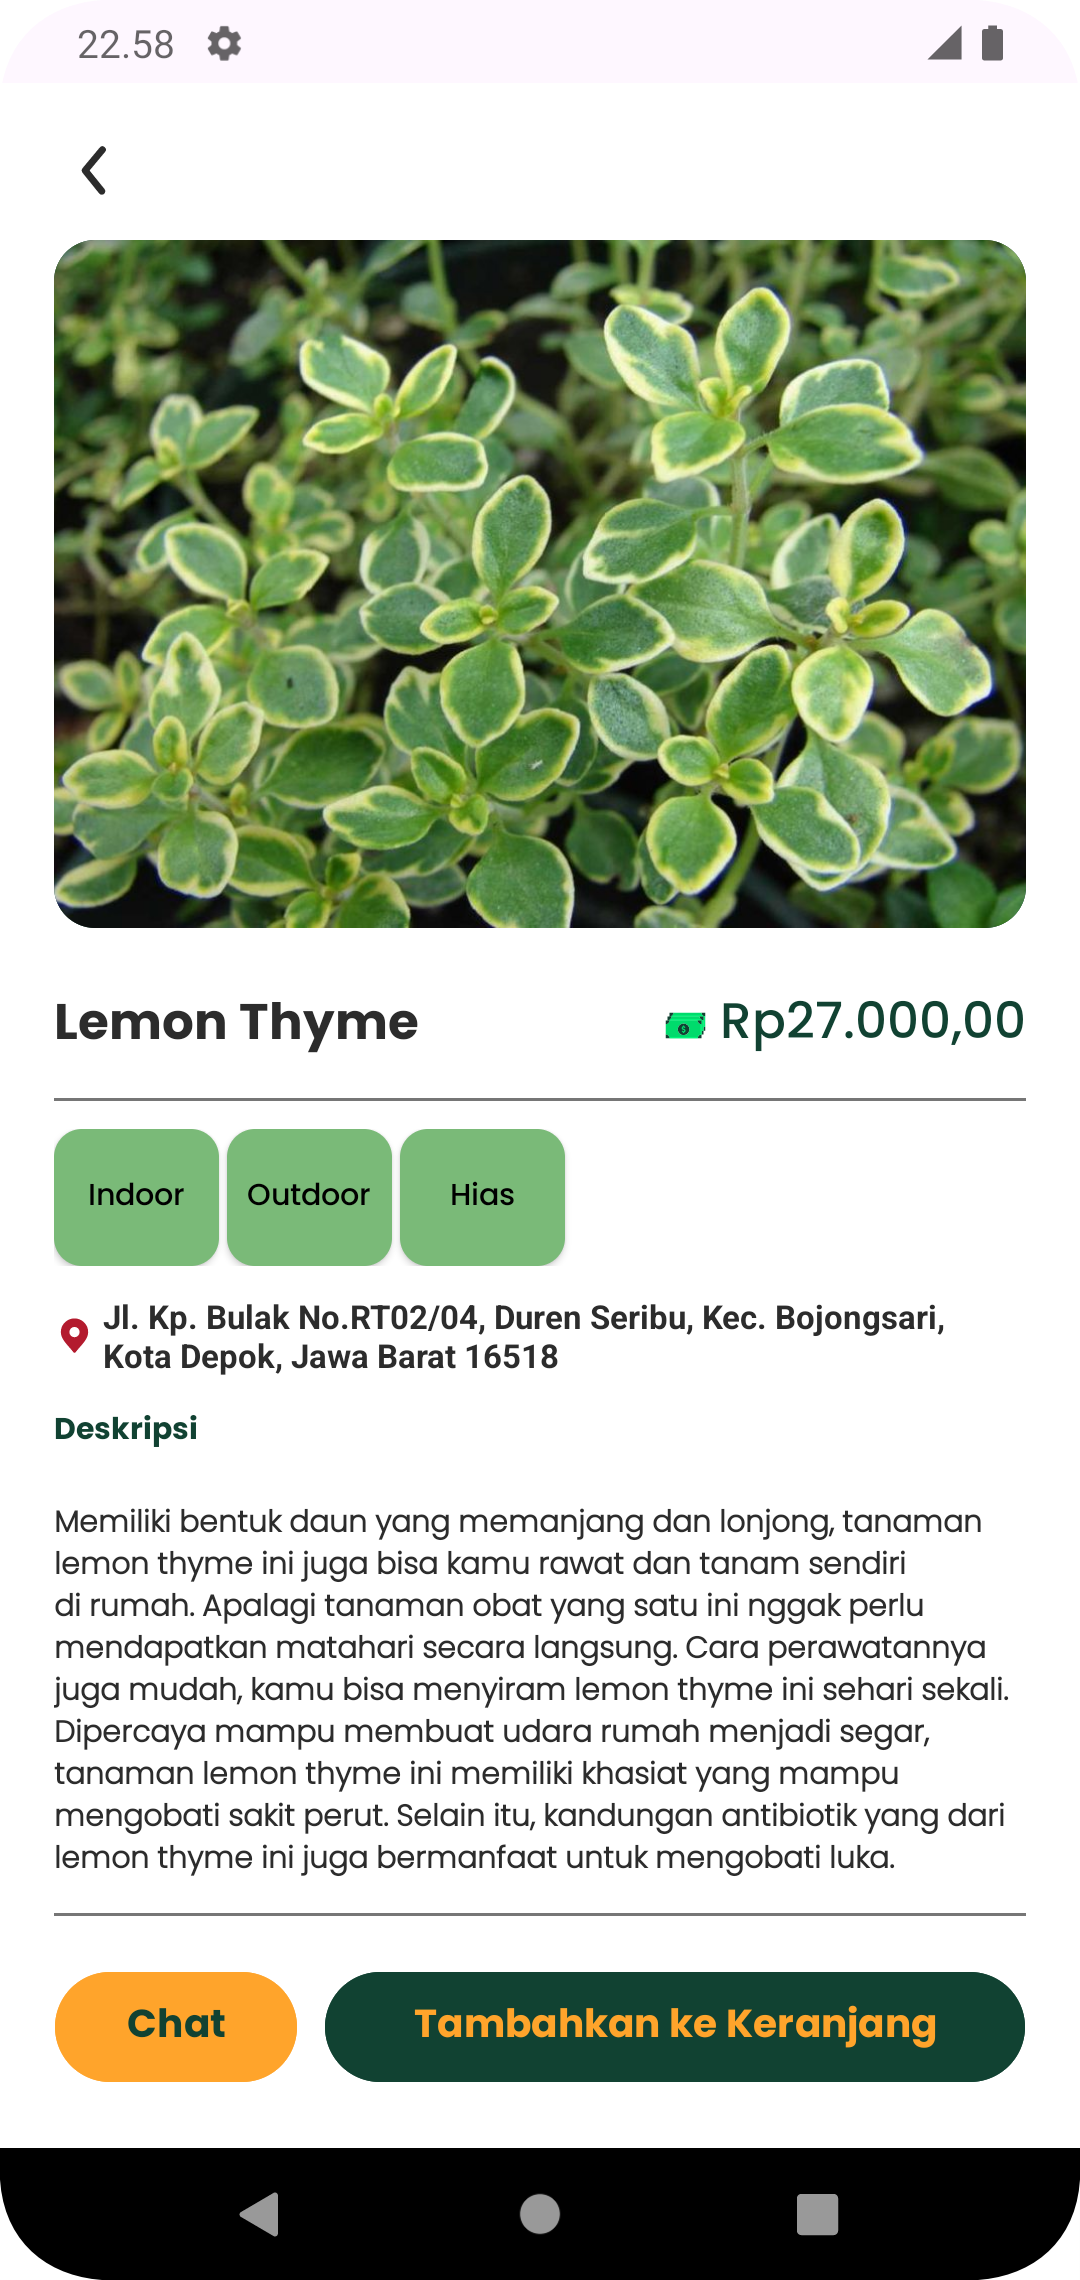 22.58
Lemon Thyme
Rp27.000,00
Indoor
Outdoor
Hias
Jl. Kp. Bulak No.RT02/04, Duren Seribu, Kec. Bojongsari,
Kota Depok, Jawa Barat 16518
Deskripsi
Memiliki bentuk daun yang memanjang dan lonjong, tanaman
lemon thyme ini juga bisa kamu rawat dan tanam sendiri
di rumah. Apalagi tanaman obat yang satu ini nggak perlu
mendapatkan matahari secara langsung. Cara perawatannya
juga mudah, kamu bisa menyiram lemon thyme ini sehari sekali.
Dipercaya mampu membuat udara rumah menjadi segar,
tanaman lemon thyme ini memiliki khasiat yang mampu
mengobati sakit perut. Selain itu, kandungan antibiotik yang dari
lemon thyme ini juga bermanfaat untuk mengobati luka.
Chat
Tambahkan ke Keranjang